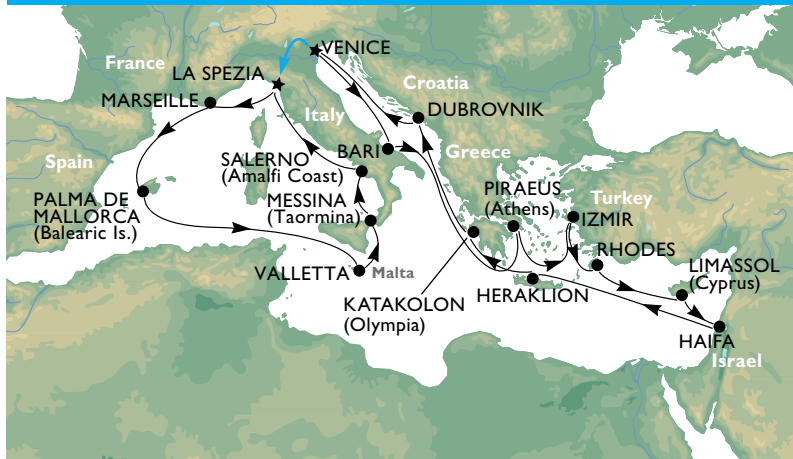 VENICE
France
LA SPEZIA
Croatia
MARSEILLE
DUBROVNIK
Italy
BARI
Greece
Spain
SALERNO
(Amalfi Coast)
PIRAEUS
(Athens)
Turkey
PALMA DE
MALLORCA
(Balearic Is.)
MESSINA
(Taormina)
IZMIR
RHODES
VALLETTA
Malta
LIMASSOL
(Cyprus)
KATAKOLON
(Olympia)
HERAKLION
HAIFA
Israel